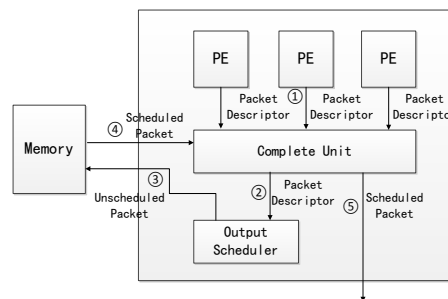 PE
PE
PE
①
Packet
Descriptor
Packet
Descriptor
Packet
④
Scheduled
Packet
Memory
Complete Unit
③
Unscheduled
Packet
②
Packet
Descriptor
⑤
Scheduled
Packet
Output
Scheduler